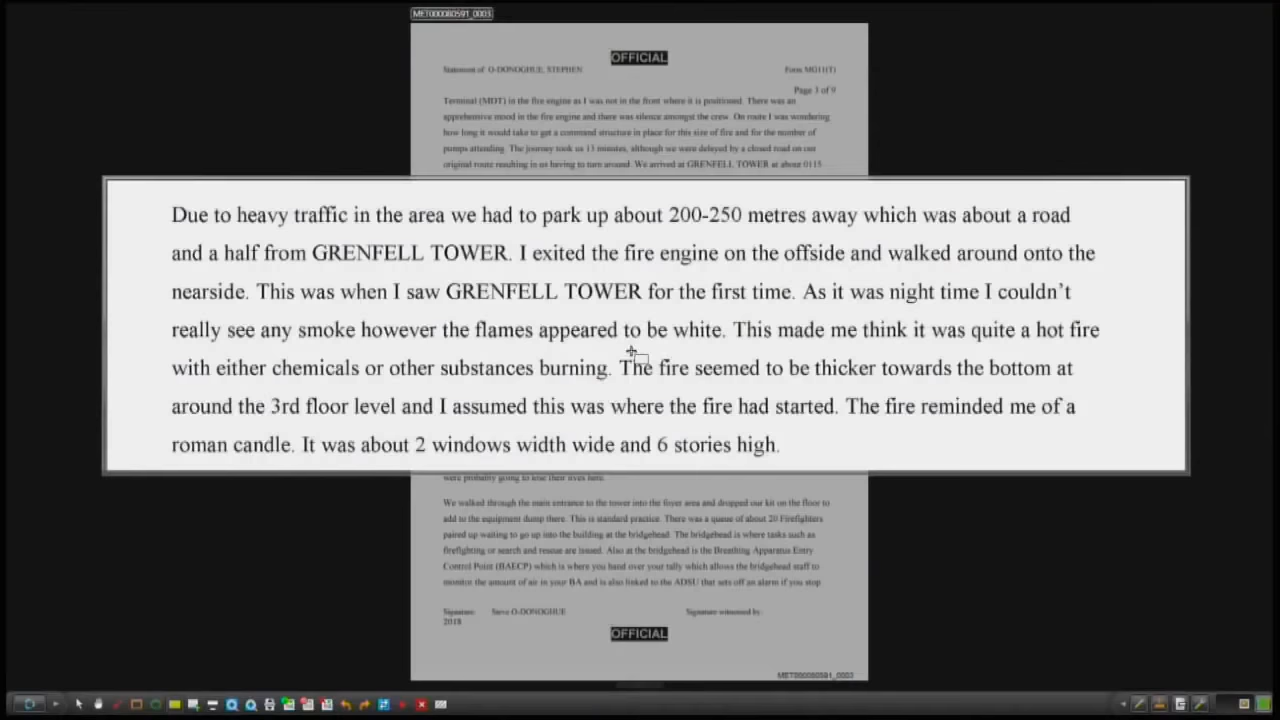 MET000080591_0003
OFFICIAL
Statement of O-DONOGHUE, STEPHEN Form MG11(T)
Page 3 of 9
Terminal (MDT) in the fire engine as I was not in the front where it is positioned. There was an
apprehensive mood in the fire engine and there was silence amongst the crew. On route I was wondering
how long it would take to get a command structure in place for this size of fire and for the number of
pumps attending. The journey took us 13 minutes, although we were delayed by a closed road on our
original route resulting in us having to turn around. We arrived at GRENFELL TOWER at about 0115
Due to heavy traffic in the area we had to park up about 200-250 metres away which was about a road
and a half from GRENFELL TOWER. I exited the fire engine on the offside and walked around onto the
nearside. This was when I saw GRENFELL TOWER for the first time. As it was night time I couldn't
really see any smoke however the flames appeared to be white. This made me think it was quite a hot fire
with either chemicals or other substances burning. The fire seemed to be thicker towards the bottom at
around the 3rd floor level and I assumed this was where the fire had started. The fire reminded me of a
roman candle. It was about 2 windows width wide and 6 stories high.
were probably going to lose their lives here.
We walked through the main entrance to the tower into the foyer area and dropped our kit on the floor to
add to the equipment dump there. This is standard practice. There was a queue of about 20 Firefighters
paired up waiting to go up into the building at the bridgehead. The bridgehead is where tasks such as
firefighting or search and rescue are issued. Also at the bridgehead is the Breathing Apparatus Entry
Control Point (BAECP) which is where you hand over your tally which allows the bridgehead staff to
monitor the amount of air in your BA and is also linked to the ADSU that sets off an alarm if you stop
Signature: Steve O-DONOGHUE Signature witnessed by:
2018
OFFICIAL
MET000080591_0003